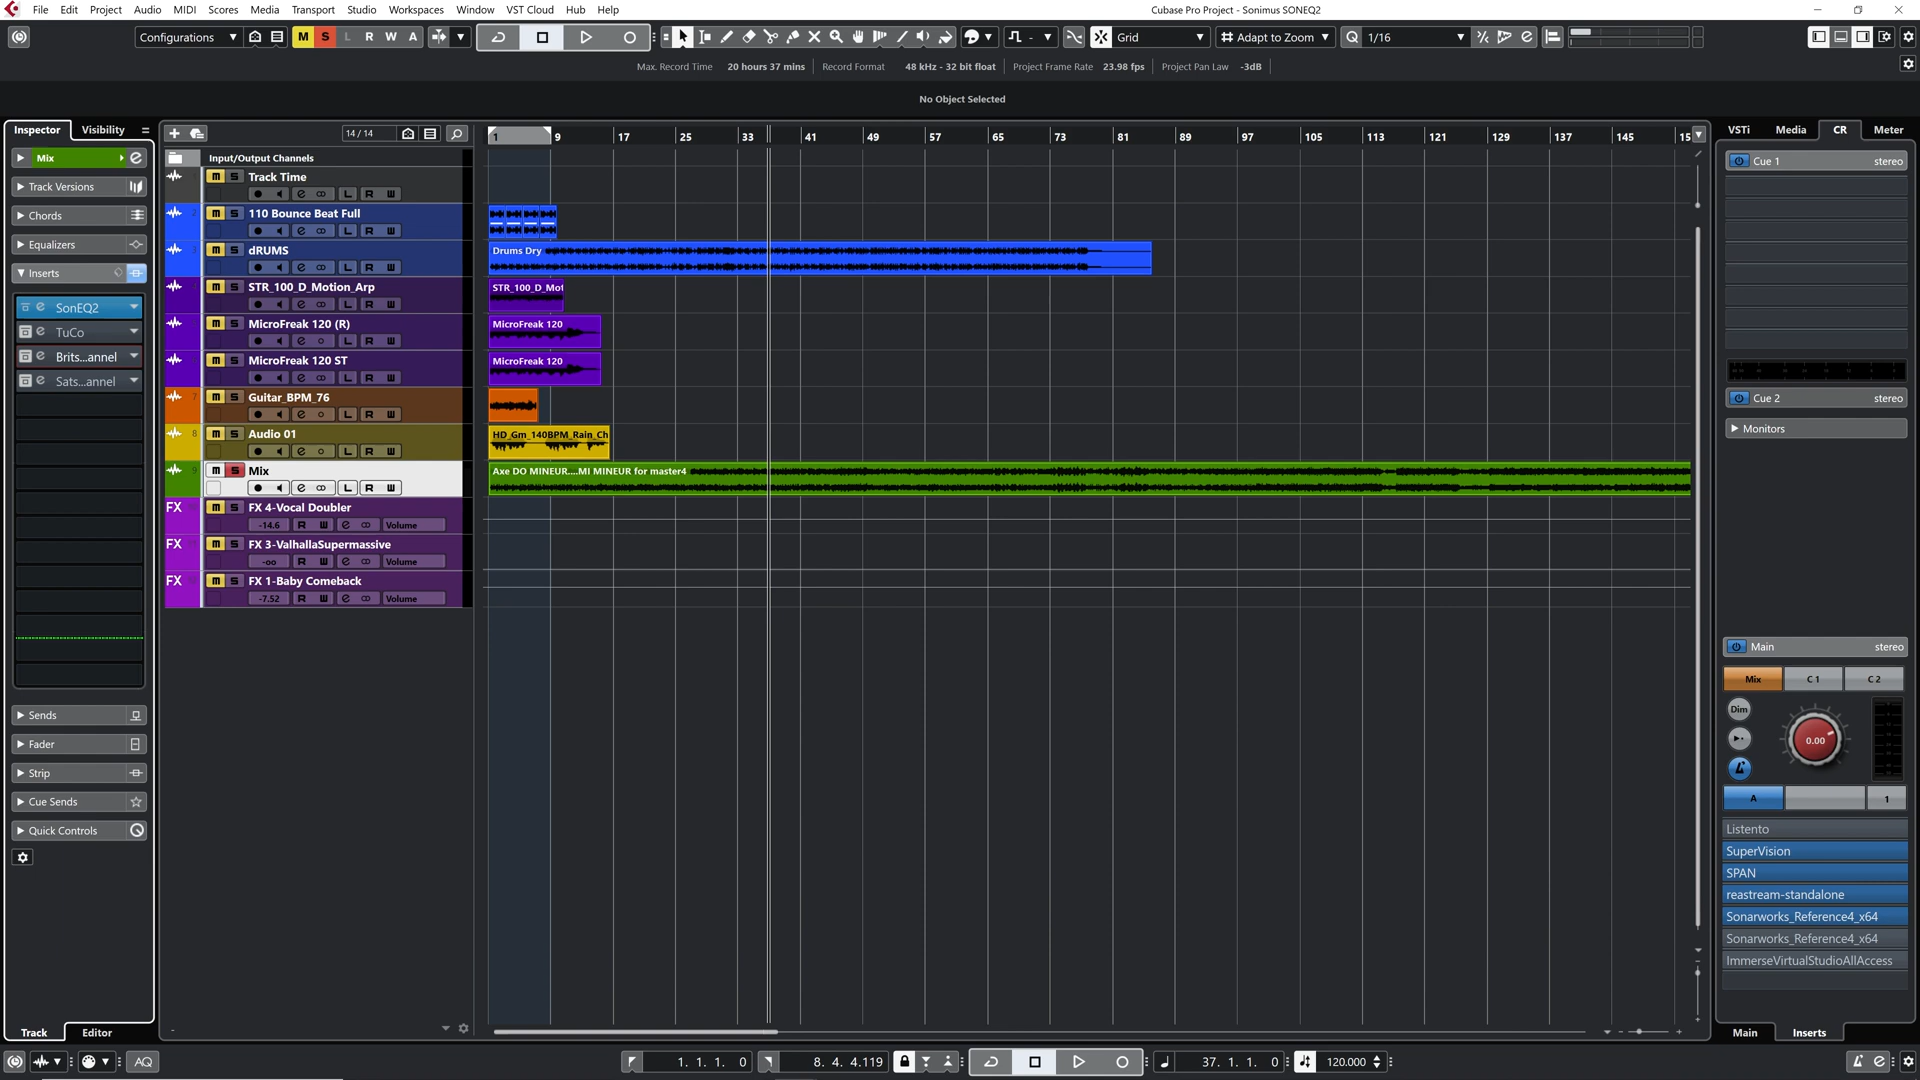 File Edit Project Audio MIDI Scores Media Transport Studio Workspaces Window VST Cloud Hub Help
Cubase Pro Project - Sonimus SONEQ2
Configurations M S L R W A Grid Adapt to Zoom Q 1/16
Max. Record Time 20 hours 37 mins Record Format 48 kHz - 32 bit float Project Frame Rate 23.98 fps Project Pan Law -3dB
No Object Selected
Inspector Visibility
Mix
Track Versions
Chords
Equalizers
Inserts
SonEQ2
TuCo
Brits...annel
Sats...annel
Sends
Fader
Strip
Cue Sends
Quick Controls
Track Editor
14 / 14
Input/Output Channels
m S Track Time
L R W
2 m S 110 Bounce Beat Full
L R W
3 m S dRUMS
L R W
m S STR_100_D_Motion_Arp
L R W
m S MicroFreak 120 (R)
L R W
m S MicroFreak 120 ST
L R W
7 m S Guitar_BPM_76
L R W
8 m S Audio 01
L R W
9 m S Mix
L R W
FX m S FX 4-Vocal Doubler
-14.6 R W e Volume
FX m S FX 3-ValhallaSupermassive
-oo R W e Volume
FX m S FX 1-Baby Comeback
-7.52 R W e Volume
1 9 17 25 33 41 49 57 65 73 81 89 97 105 113 121 129 137 145 15
Drums Dry
STR_100_D_Mot
MicroFreak 120
MicroFreak 120
HD_Gm_140BPM_Rain_Ch
Axe DO MINEUR....MI MINEUR for master4
VSTi Media CR Meter
Cue 1 stereo
Cue 2 stereo
Monitors
Main stereo
Mix C 1 C 2
Dim
0.00
A 1
Listento
SuperVision
SPAN
reastream-standalone
Sonarworks_Reference4_x64
Sonarworks_Reference4_x64
ImmerseVirtualStudioAllAccess
Main Inserts
AQ 1. 1. 1. 0 8. 4. 4.119 37. 1. 1. 0 120.000